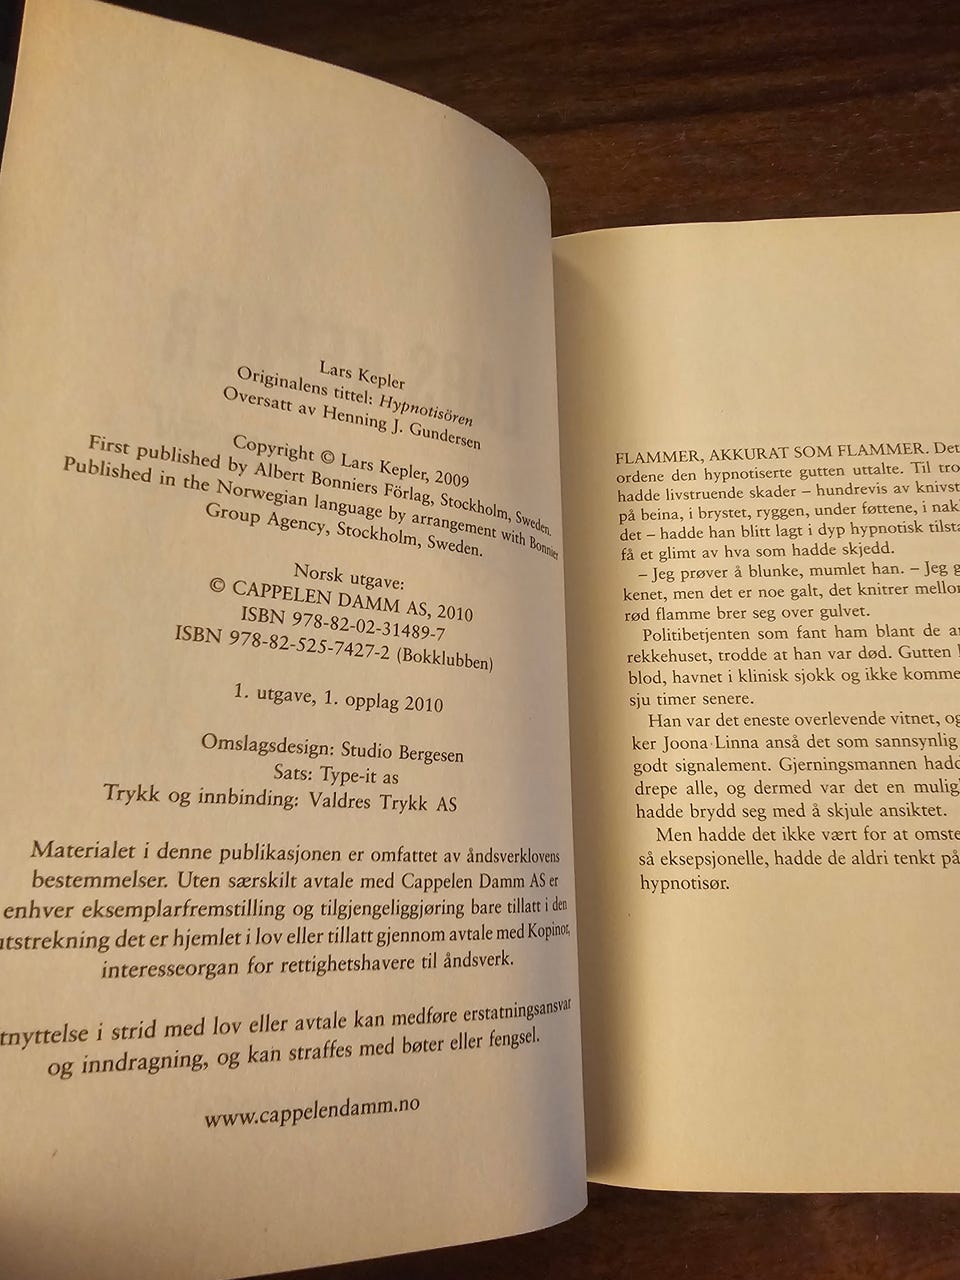 Lars Kepler
Originalens tittel: Hypnotisören
Oversatt av Henning J. Gundersen
Copyright © Lars Kepler, 2009
First published by Albert Bonniers Förlag, Stockholm, Sweden.
Published in the Norwegian language by arrangement with Bonnier
Group Agency, Stockholm, Sweden.
Norsk utgave:
© CAPPELEN DAMM AS, 2010
ISBN 978-82-02-31489-7
ISBN 978-82-525-7427-2 (Bokklubben)
1. utgave, 1. opplag 2010
Omslagsdesign: Studio Bergesen
Sats: Type-it as
Trykk og innbinding: Valdres Trykk AS
Materialet i denne publikasjonen er omfattet av åndsverklovens
bestemmelser. Uten særskilt avtale med Cappelen Damm AS er
enhver eksemplarfremstilling og tilgjengeliggjøring bare tillatt i den
utstrekning det er hjemlet i lov eller tillatt gjennom avtale med Kopinor,
interesseorgan for rettighetshavere til åndsverk.
tnyttelse i strid med lov eller avtale kan medføre erstatningsansvar
og inndragning, og kan straffes med bøter eller fengsel.
www.cappelendamm.no
FLAMMER, AKKURAT SOM FLAMMER. Det
ordene den hypnotiserte gutten uttalte. Til tro
hadde livstruende skader – hundrevis av knivst
på beina, i brystet, ryggen, under føttene, i nak
det – hadde han blitt lagt i dyp hypnotisk tilsta
få et glimt av hva som hadde skjedd.
– Jeg prøver å blunke, mumlet han. – Jeg g
kenet, men det er noe galt, det knitrer mellom
rød flamme brer seg over gulvet.
Politibetjenten som fant ham blant de a
rekkehuset, trodde at han var død. Gutten
blod, havnet i klinisk sjokk og ikke komme
sju timer senere.
Han var det eneste overlevende vitnet, og
ker Joona Linna anså det som sannsynlig
godt signalement. Gjerningsmannen hadd
drepe alle, og dermed var det en mulig
hadde brydd seg med å skjule ansiktet.
Men hadde det ikke vært for at omste
så eksepsjonelle, hadde de aldri tenkt på
hypnotisør.